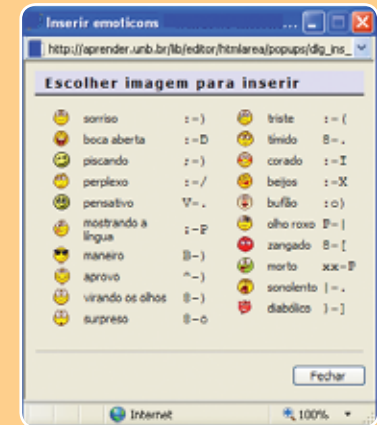 Inserir emoticons ...
http://aprender.unb.br/lib/editor/htmlarea/popups/dlg_ins_
Escolher imagem para inserir
sorriso :-)
boca aberta :-D
piscando ;-)
perplexo :-/
pensativo V-.
mostrando a
língua :-P
maneiro B-)
aprovo ^-)
virando os olhos 8-)
surpreso 8-o
triste :-(
tímido 8-.
corado :-I
beijos :-X
bufão :o)
olho roxo P-|
zangado 8-[
morto xx-P
sonolento |-.
diabólico }-]
Fechar
Internet 100%